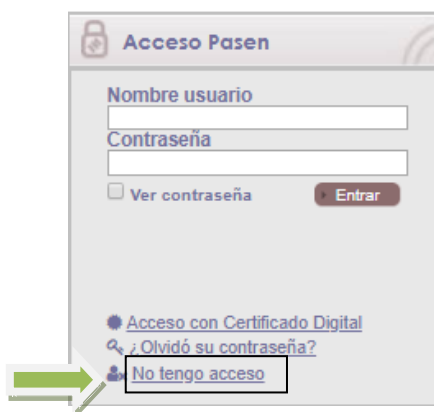 Acceso Pasen
Nombre usuario
Contraseña
Ver contraseña
Entrar
Acceso con Certificado Digital
¿Olvidó su contraseña?
No tengo acceso